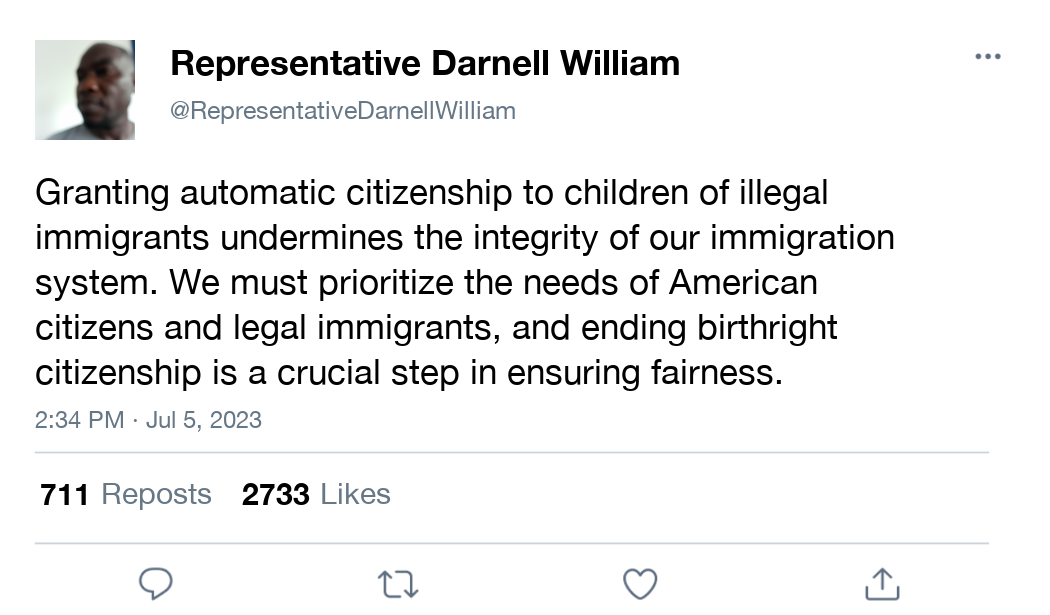 Representative Darnell William
@RepresentativeDarnellWilliam
Granting automatic citizenship to children of illegal
immigrants undermines the integrity of our immigration
system. We must prioritize the needs of American
citizens and legal immigrants, and ending birthright
citizenship is a crucial step in ensuring fairness.
2:34 PM · Jul 5, 2023
711 Reposts 2733 Likes